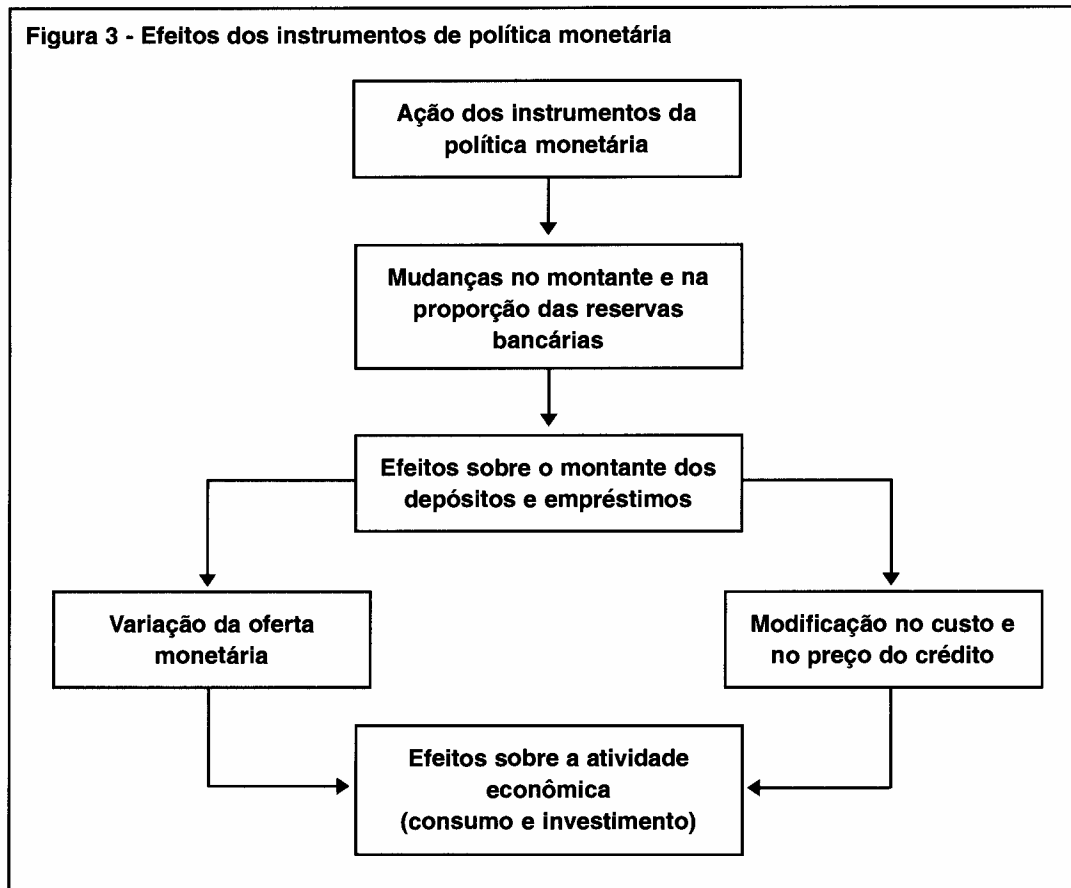 Figura 3 - Efeitos dos instrumentos de política monetária
Ação dos instrumentos da
política monetária
Mudanças no montante e na
proporção das reservas
bancárias
Efeitos sobre o montante dos
depósitos e empréstimos
Variação da oferta
monetária
Modificação no custo e
no preço do crédito
Efeitos sobre a atividade
econômica
(consumo e investimento)